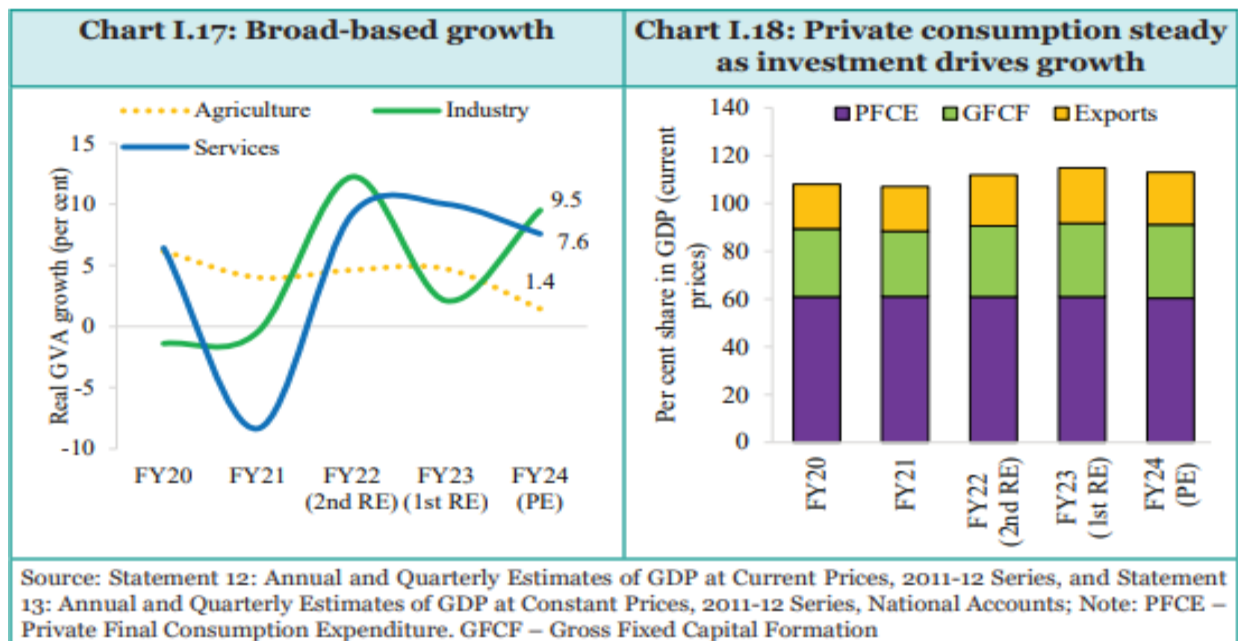 Chart I.17: Broad-based growth
Agriculture
Industry
Services
Real GVA growth (per cent)
15
10
5
0
-5
-10
9.5
7.6
1.4
FY20
FY21
FY22
(2nd RE)
FY23
(1st RE)
FY24
(PE)
Chart I.18: Private consumption steady
as investment drives growth
PFCE
GFCF
Exports
Per cent share in GDP (current
prices)
140
120
100
80
60
40
20
0
FY20
FY21
FY22
(2nd RE)
FY23
(1st RE)
FY24
(PE)
Source: Statement 12: Annual and Quarterly Estimates of GDP at Current Prices, 2011-12 Series, and Statement
13: Annual and Quarterly Estimates of GDP at Constant Prices, 2011-12 Series, National Accounts; Note: PFCE –
Private Final Consumption Expenditure. GFCF – Gross Fixed Capital Formation